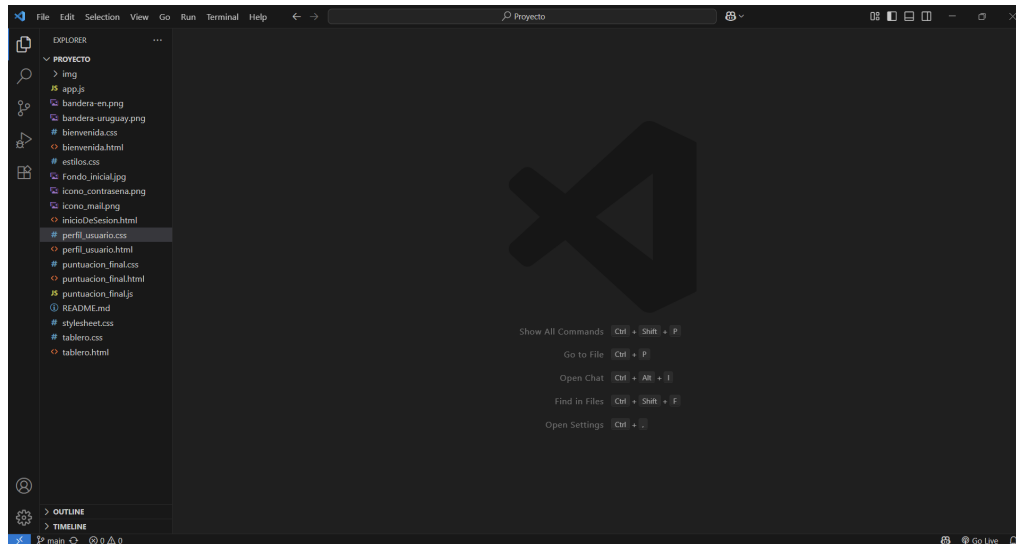 File Edit Selection View Go Run Terminal Help Proyecto
EXPLORER
PROYECTO
img
JS app.js
bandera-en.png
bandera-uruguay.png
# bienvenida.css
<> bienvenida.html
# estilos.css
Fondo_inicial.jpg
icono_contrasena.png
icono_mail.png
<> inicioDeSesion.html
# perfil_usuario.css
<> perfil_usuario.html
# puntuacion_final.css
<> puntuacion_final.html
JS puntuacion_final.js
README.md
# stylesheet.css
# tablero.css
<> tablero.html
Show All Commands Ctrl + Shift + P
Go to File Ctrl + P
Open Chat Ctrl + Alt + I
Find in Files Ctrl + Shift + F
Open Settings Ctrl + ,
OUTLINE
TIMELINE
main 0 0 Go Live